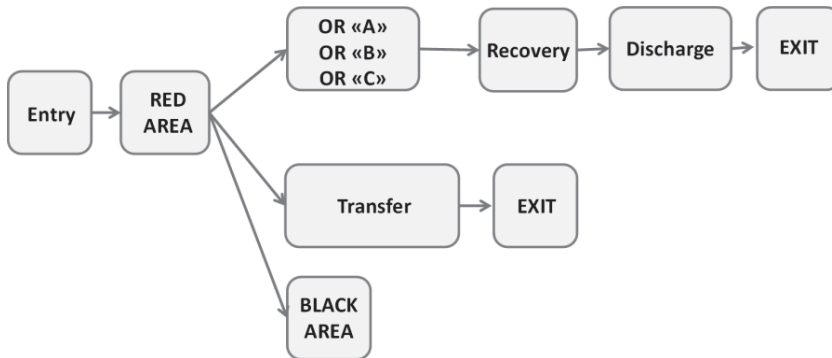 Entry
RED
AREA
OR «A»
OR «B»
OR «C»
Recovery
Discharge
EXIT
Transfer
EXIT
BLACK
AREA